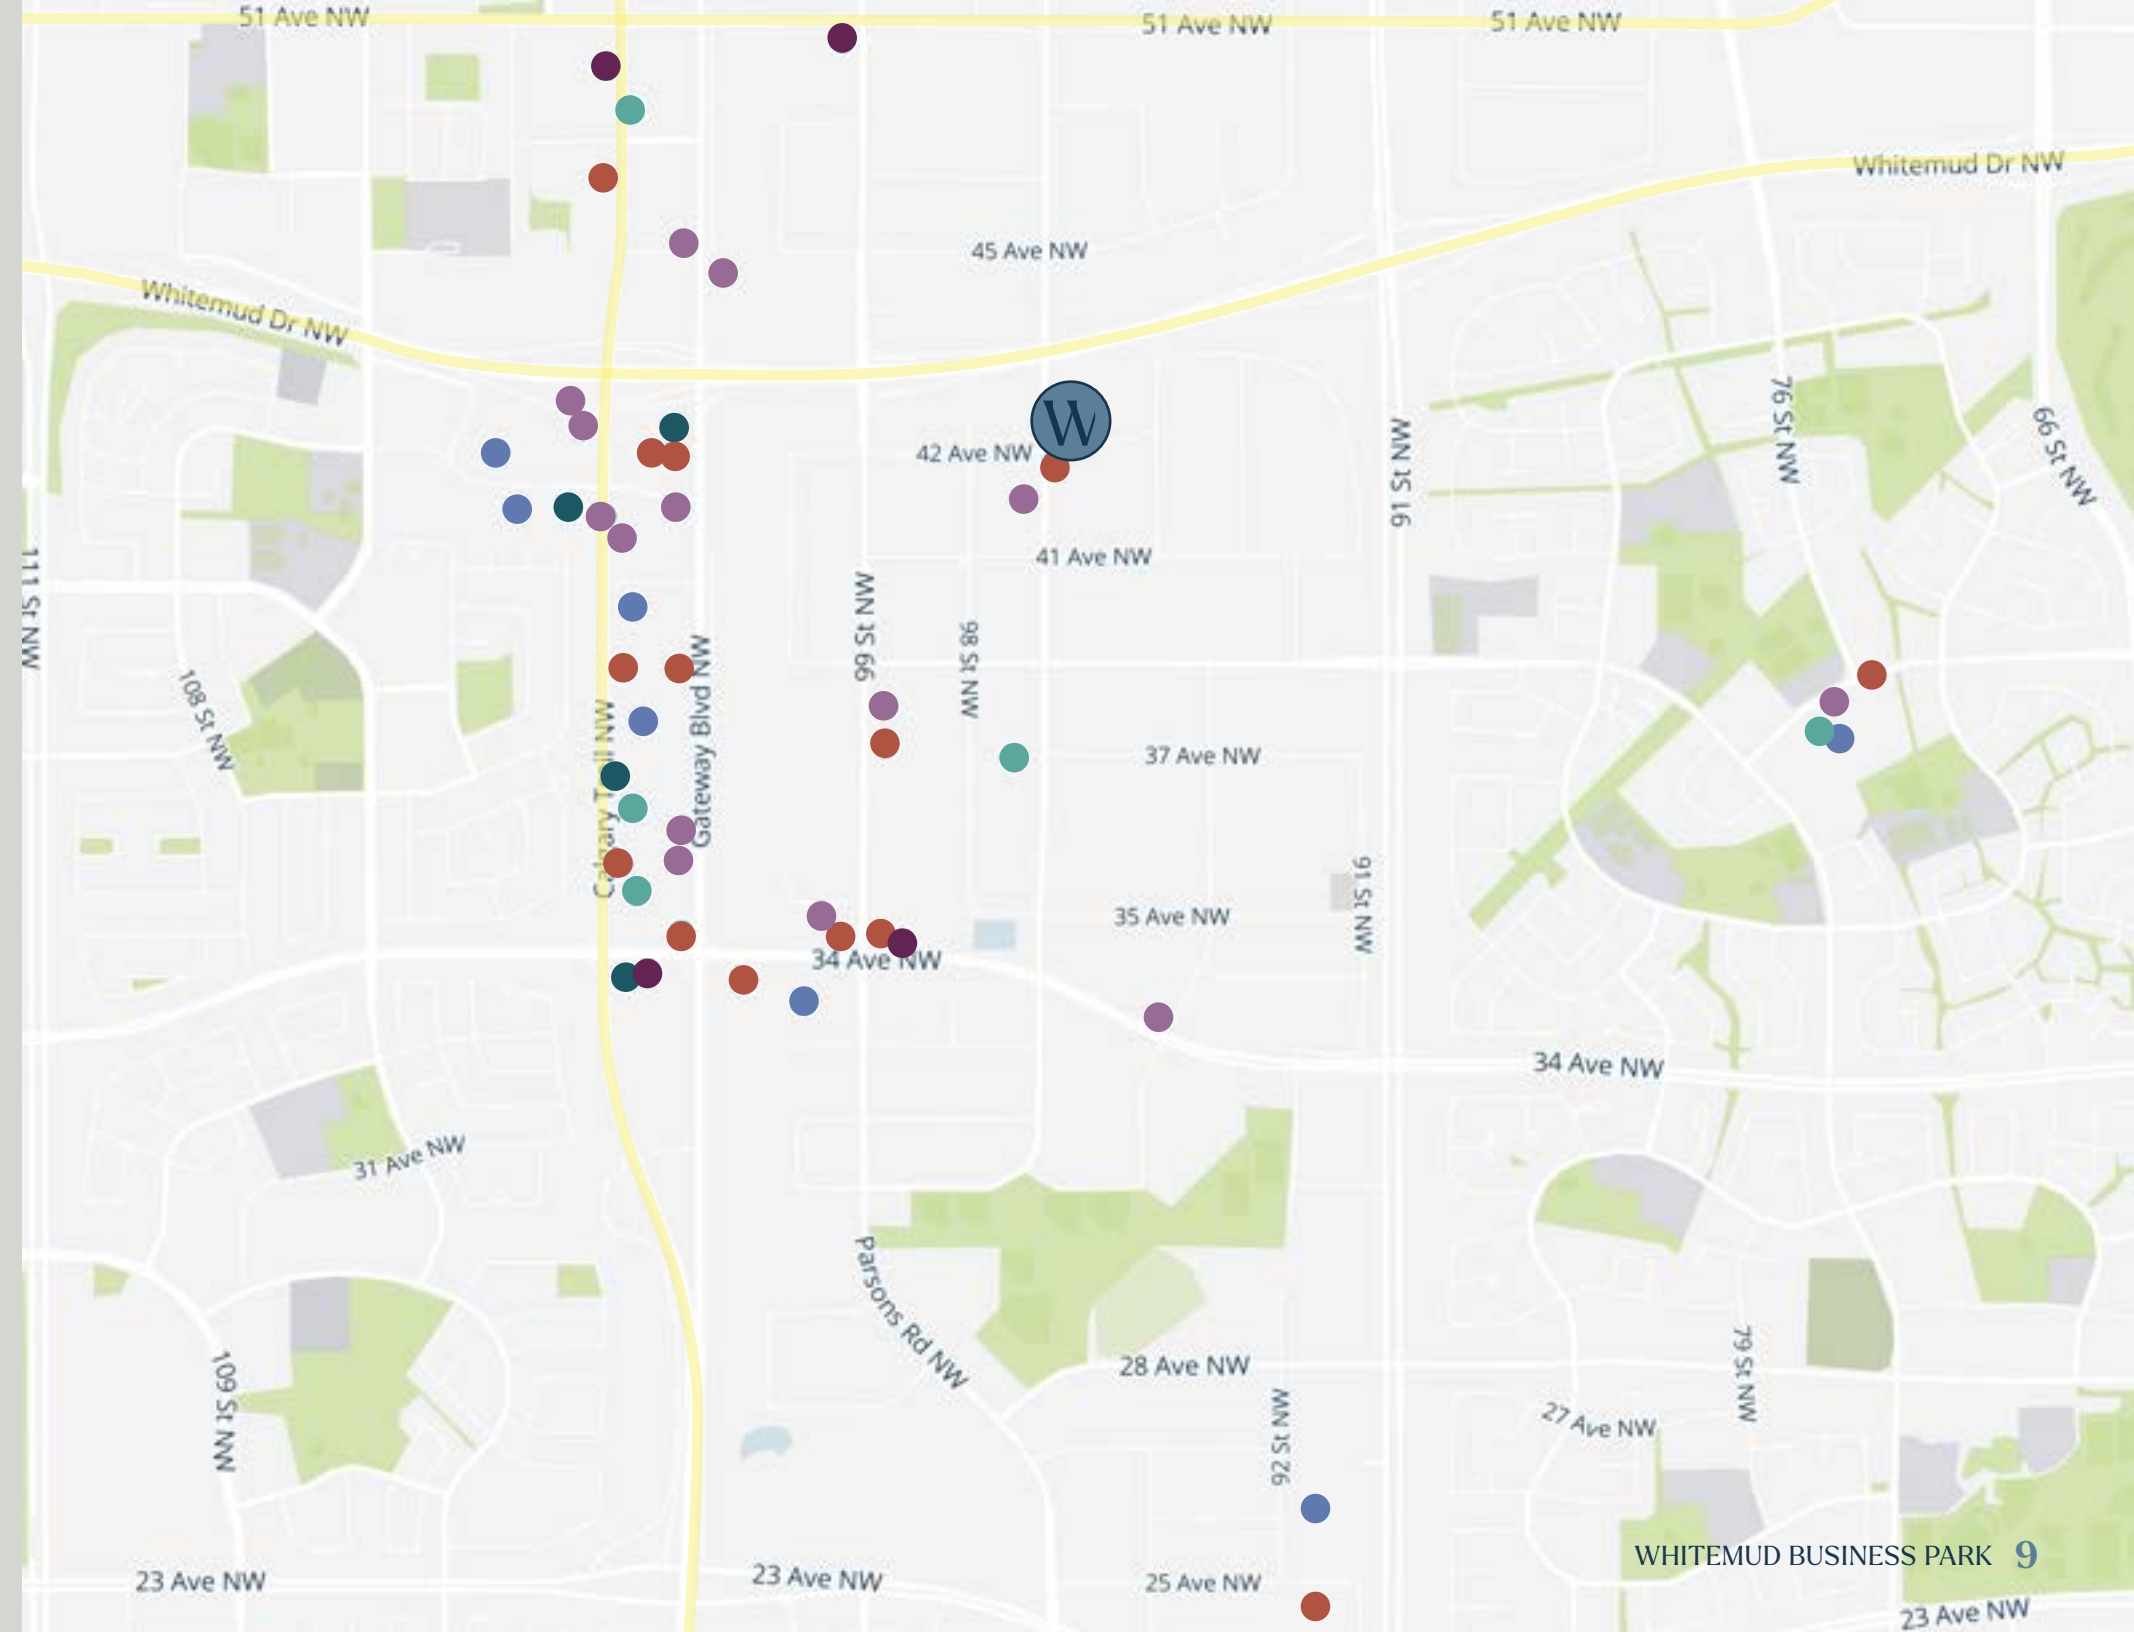 51 Ave NW
51 Ave NW
51 Ave NW
Whitemud Dr NW
45 Ave NW
Whitemud Dr NW
W
42 Ave NW
91 St NW
76 St NW
66 St NW
41 Ave NW
111 St NW
99 St NW
98 St NW
108 St NW
Gateway Blvd NW
37 Ave NW
Calgary Trail NW
91 St NW
35 Ave NW
34 Ave NW
34 Ave NW
31 Ave NW
Parsons Rd NW
28 Ave NW
109 St NW
79 St NW
92 St NW
27 Ave NW
WHITEMUD BUSINESS PARK 9
23 Ave NW
23 Ave NW
25 Ave NW
23 Ave NW